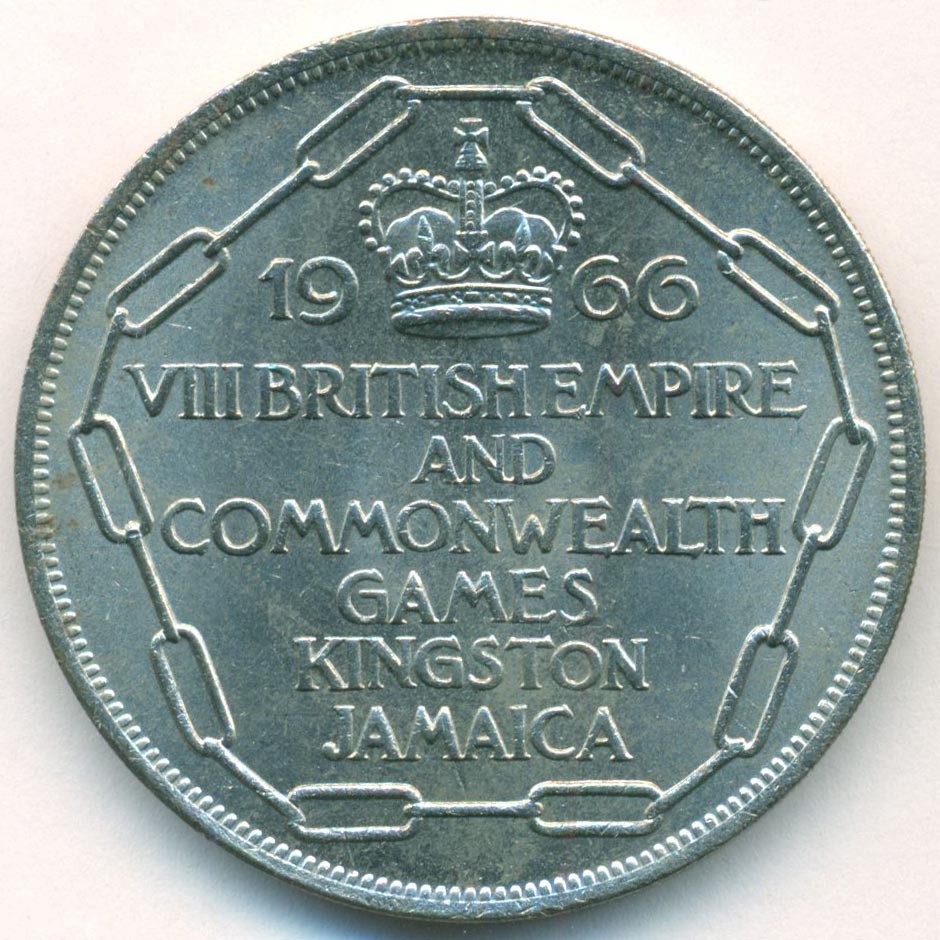 19 66
VIII BRITISH EMPIRE
AND
COMMONWEALTH
GAMES
KINGSTON
JAMAICA